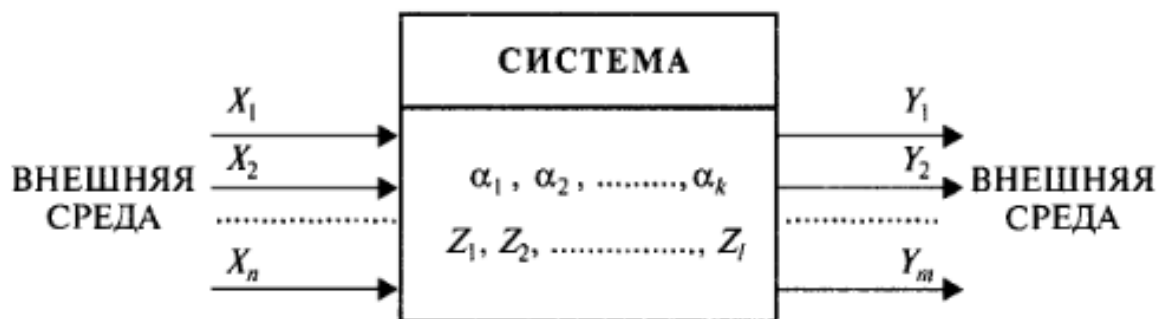 СИСТЕМА
X₁
Y₁
X₂
Y₂
α₁ , α₂ , ........., αₖ
ВНЕШНЯЯ
СРЕДА
ВНЕШНЯЯ
СРЕДА
Z₁, Z₂, ................, Zₗ
Xₙ
Yₘ